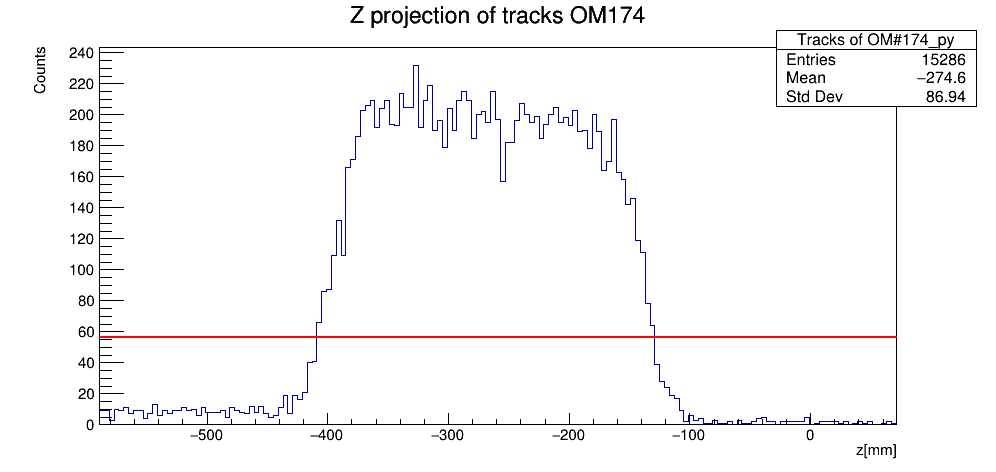 Z projection of tracks OM174
Tracks of OM#174_py
Entries 15286
Mean −274.6
Std Dev 86.94
Counts
240
220
200
180
160
140
120
100
80
60
40
20
0
−500 −400 −300 −200 −100 0
z[mm]